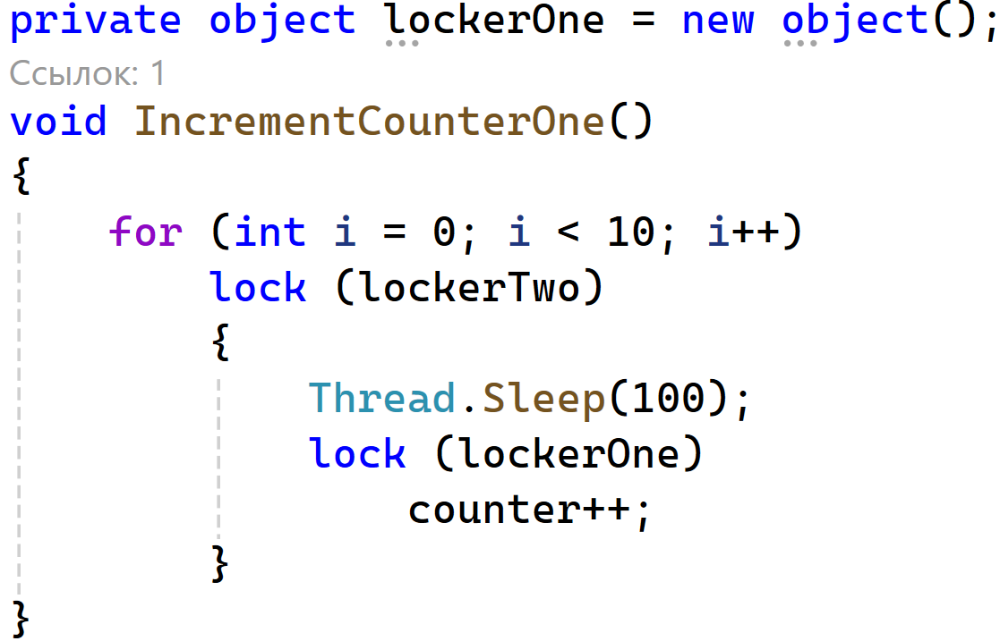 private object lockerOne = new object();
Ссылок: 1
void IncrementCounterOne()
{
    for (int i = 0; i < 10; i++)
        lock (lockerTwo)
        {
            Thread.Sleep(100);
            lock (lockerOne)
                counter++;
        }
}